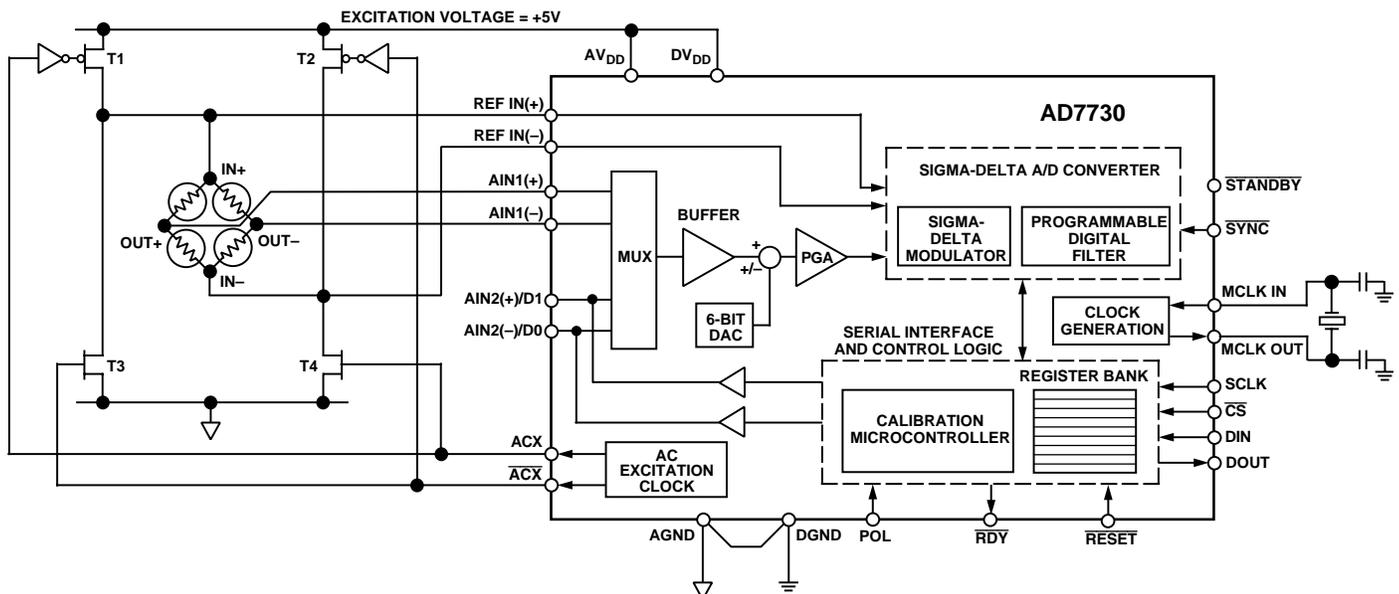 EXCITATION VOLTAGE = +5V
T1
T2
AVDD
DVDD
REF IN(+)
REF IN(–)
AIN1(+)
AIN1(–)
IN+
OUT+
OUT–
IN–
AIN2(+)/D1
AIN2(–)/D0
T3
T4
ACX
ACX
AD7730
SIGMA-DELTA A/D CONVERTER
SIGMA-
DELTA
MODULATOR
PROGRAMMABLE
DIGITAL
FILTER
STANDBY
SYNC
BUFFER
MUX
+
+/–
PGA
6-BIT
DAC
CLOCK
GENERATION
MCLK IN
MCLK OUT
SERIAL INTERFACE
AND CONTROL LOGIC
REGISTER BANK
CALIBRATION
MICROCONTROLLER
SCLK
CS
DIN
DOUT
AC
EXCITATION
CLOCK
AGND
DGND
POL
RDY
RESET